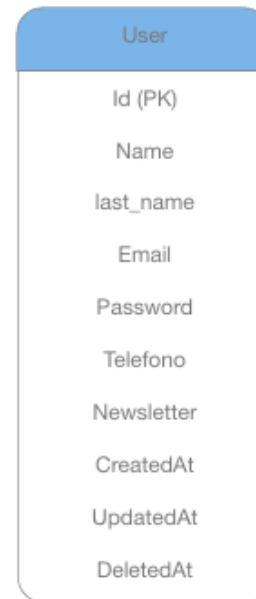 User
Id (PK)
Name
last_name
Email
Password
Telefono
Newsletter
CreatedAt
UpdatedAt
DeletedAt